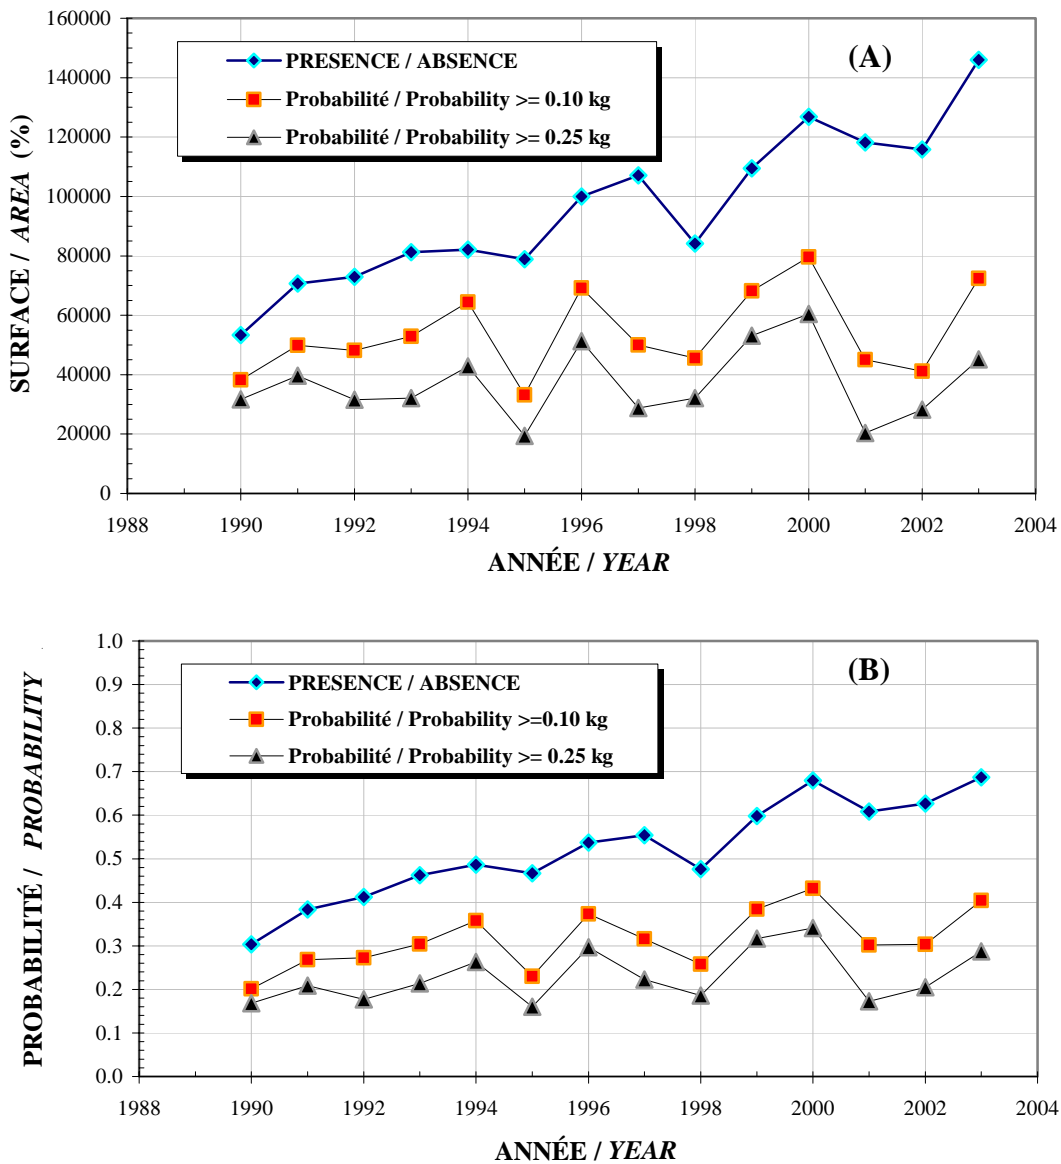 160000
140000
120000
100000
80000
60000
40000
20000
0
SURFACE / AREA (%)
PRESENCE / ABSENCE
Probabilité / Probability >= 0.10 kg
Probabilité / Probability >= 0.25 kg
(A)
1988 1990 1992 1994 1996 1998 2000 2002 2004
ANNÉE / YEAR
1.0
0.9
0.8
0.7
0.6
0.5
0.4
0.3
0.2
0.1
0.0
PROBABILITÉ / PROBABILITY
PRESENCE / ABSENCE
Probabilité / Probability >=0.10 kg
Probabilité / Probability >= 0.25 kg
(B)
1988 1990 1992 1994 1996 1998 2000 2002 2004
ANNÉE / YEAR